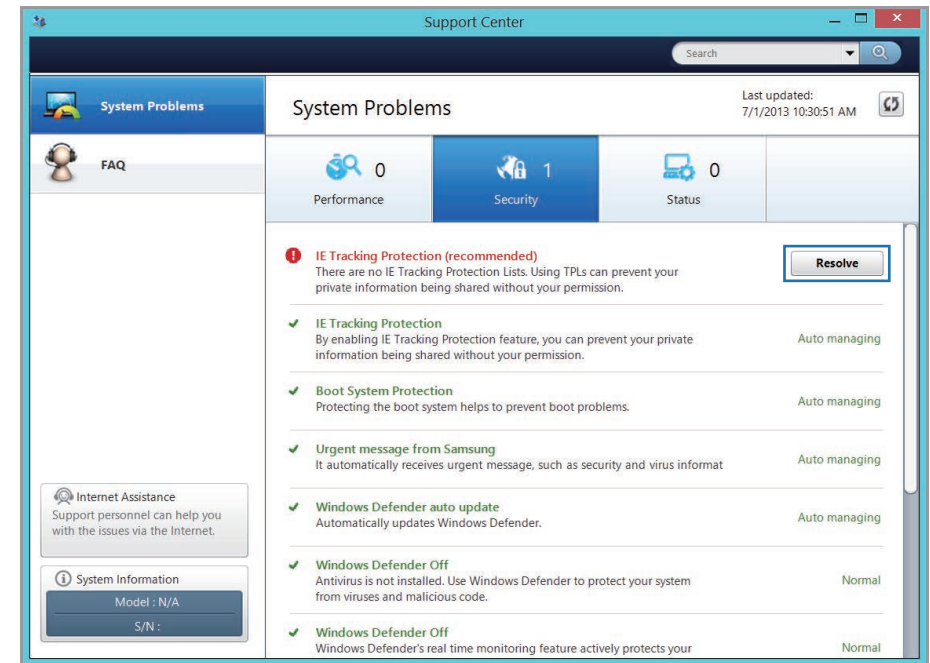 Support Center
Search
System Problems
FAQ
System Problems
Last updated:
7/1/2013 10:30:51 AM
0
Performance
1
Security
0
Status
IE Tracking Protection (recommended)
There are no IE Tracking Protection Lists. Using TPLs can prevent your
private information being shared without your permission.
Resolve
IE Tracking Protection
By enabling IE Tracking Protection feature, you can prevent your private
information being shared without your permission.
Auto managing
Boot System Protection
Protecting the boot system helps to prevent boot problems.
Auto managing
Urgent message from Samsung
It automatically receives urgent message, such as security and virus informat
Auto managing
Windows Defender auto update
Automatically updates Windows Defender.
Auto managing
Windows Defender Off
Antivirus is not installed. Use Windows Defender to protect your system
from viruses and malicious code.
Normal
Windows Defender Off
Windows Defender's real time monitoring feature actively protects your
Normal
Internet Assistance
Support personnel can help you
with the issues via the Internet.
System Information
Model : N/A
S/N :